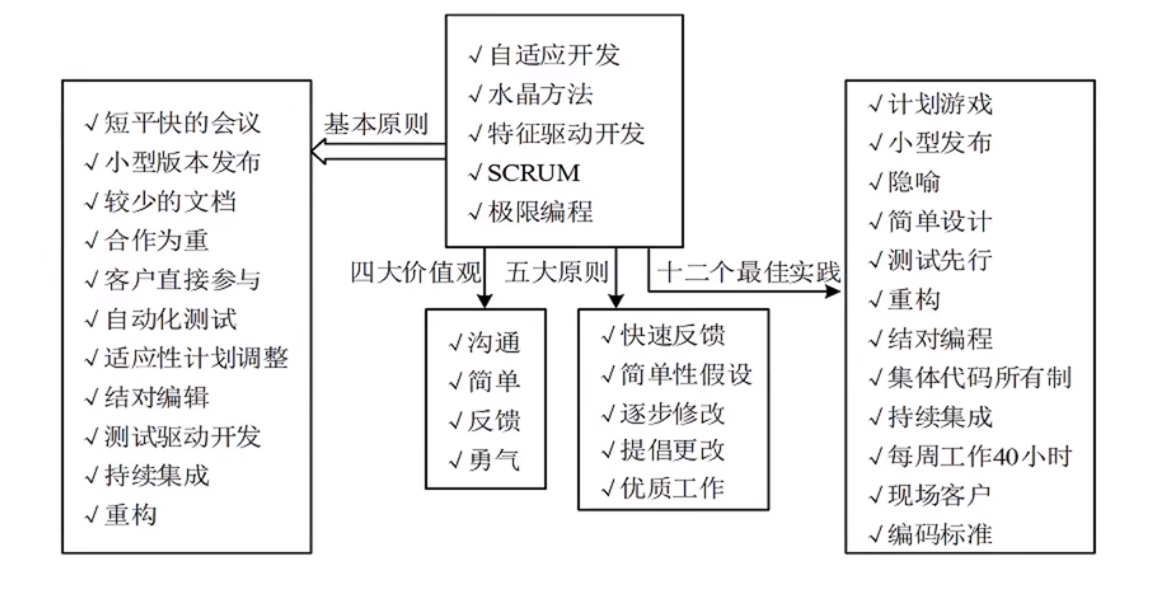 √自适应开发
√水晶方法
√特征驱动开发
√SCRUM
√极限编程
基本原则
√短平快的会议
√小型版本发布
√较少的文档
√合作为重
√客户直接参与
√自动化测试
√适应性计划调整
√结对编辑
√测试驱动开发
√持续集成
√重构
四大价值观
√沟通
√简单
√反馈
√勇气
五大原则
√快速反馈
√简单性假设
√逐步修改
√提倡更改
√优质工作
十二个最佳实践
√计划游戏
√小型发布
√隐喻
√简单设计
√测试先行
√重构
√结对编程
√集体代码所有制
√持续集成
√每周工作40小时
√现场客户
√编码标准